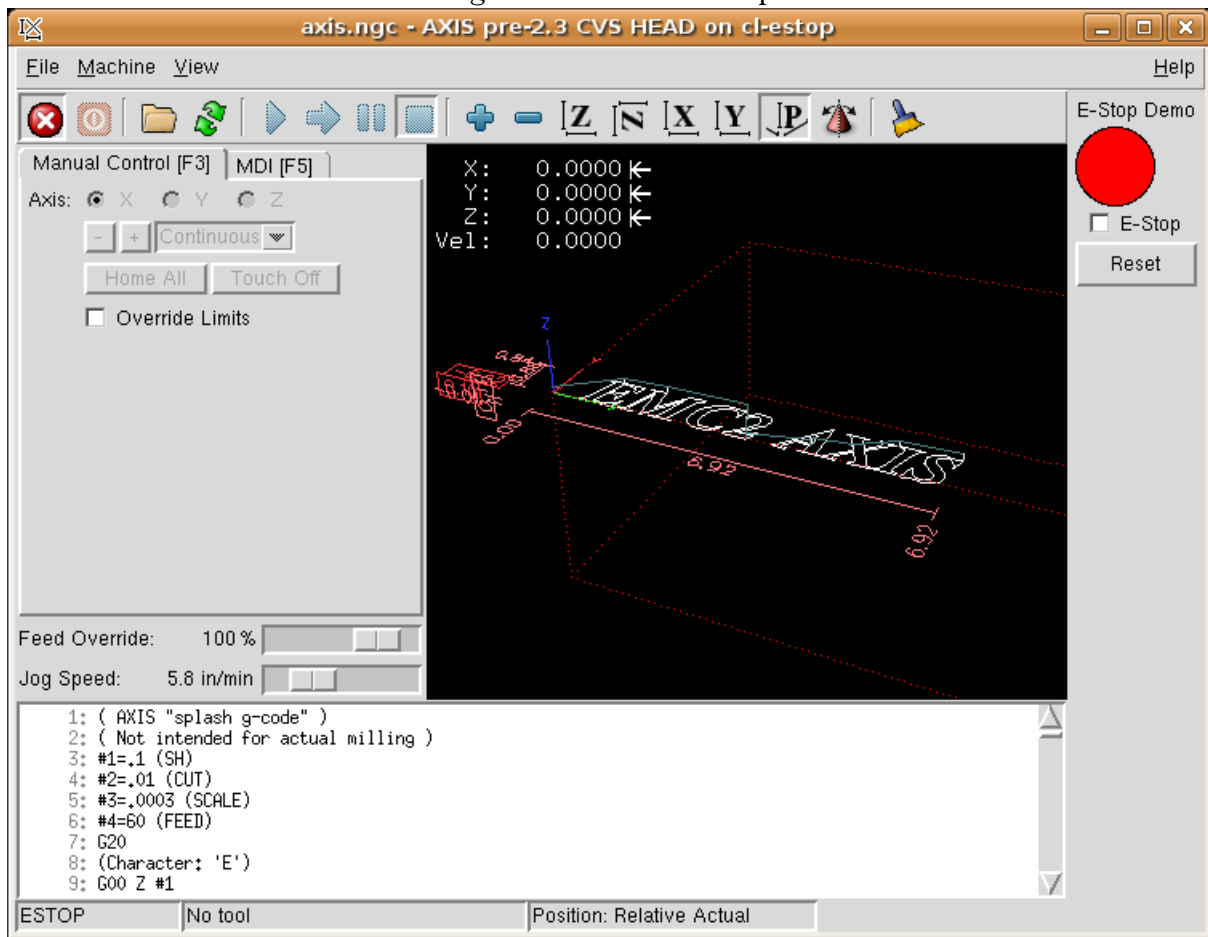 axis.ngc - AXIS pre-2.3 CVS HEAD on cl-estop
File Machine View Help
Z N X Y P
E-Stop Demo
Manual Control [F3] MDI [F5]
Axis: X Y Z
- + Continuous
Home All Touch Off
Override Limits
X: 0.0000
Y: 0.0000
Z: 0.0000
Vel: 0.0000
E-Stop
Reset
Z
EMC2 AXIS
0.00
6.92
6.92
Feed Override: 100 %
Jog Speed: 5.8 in/min
1: ( AXIS "splash g-code" )
2: ( Not intended for actual milling )
3: #1=.1 (SH)
4: #2=.01 (CUT)
5: #3=.0003 (SCALE)
6: #4=60 (FEED)
7: G20
8: (Character: 'E')
9: G00 Z #1
ESTOP No tool Position: Relative Actual